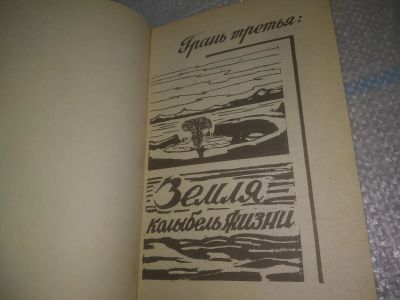 Грань третья:
Земля
колыбель жизни